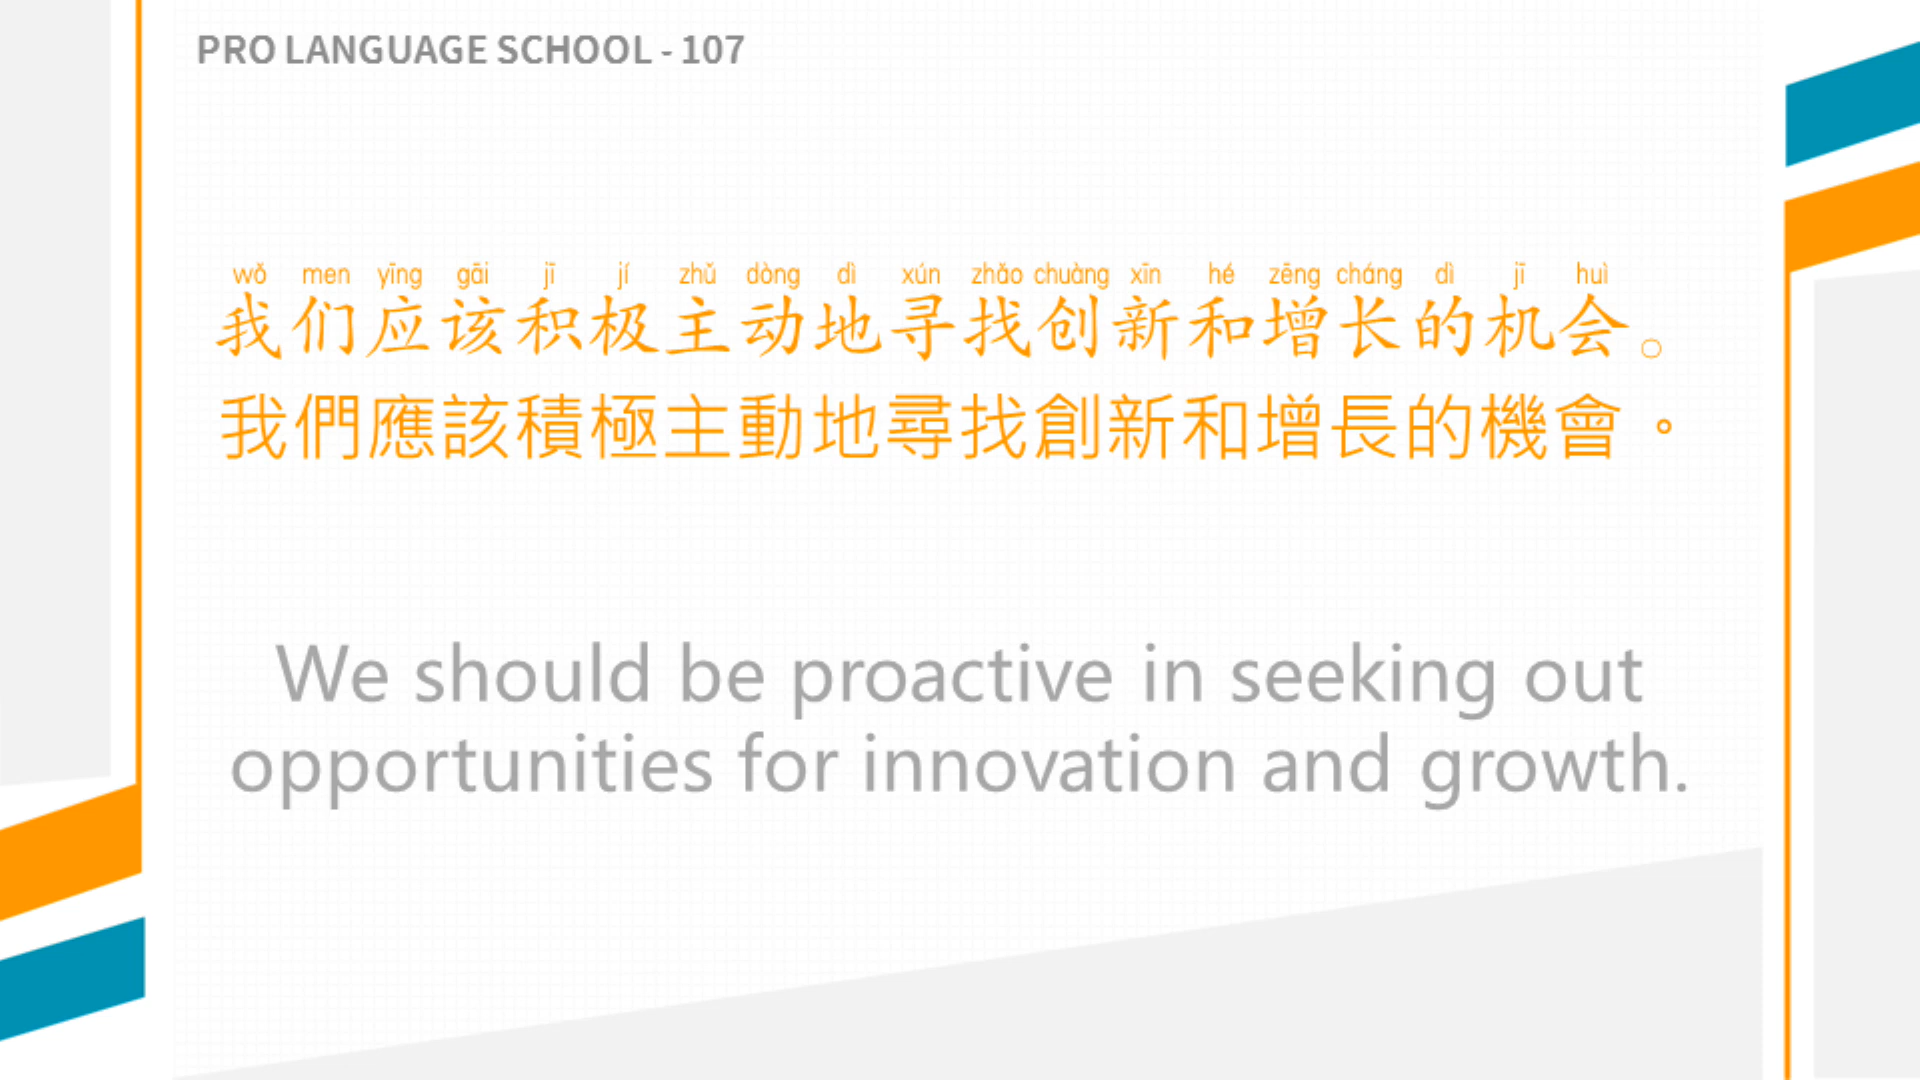 PRO LANGUAGE SCHOOL - 107
wǒ men yīng gāi jī jí zhǔ dòng dì xún zhǎo chuàng xīn hé zēng cháng dì jī huì
我们应该积极主动地寻找创新和增长的机会。
我們應該積極主動地尋找創新和增長的機會。
We should be proactive in seeking out
opportunities for innovation and growth.